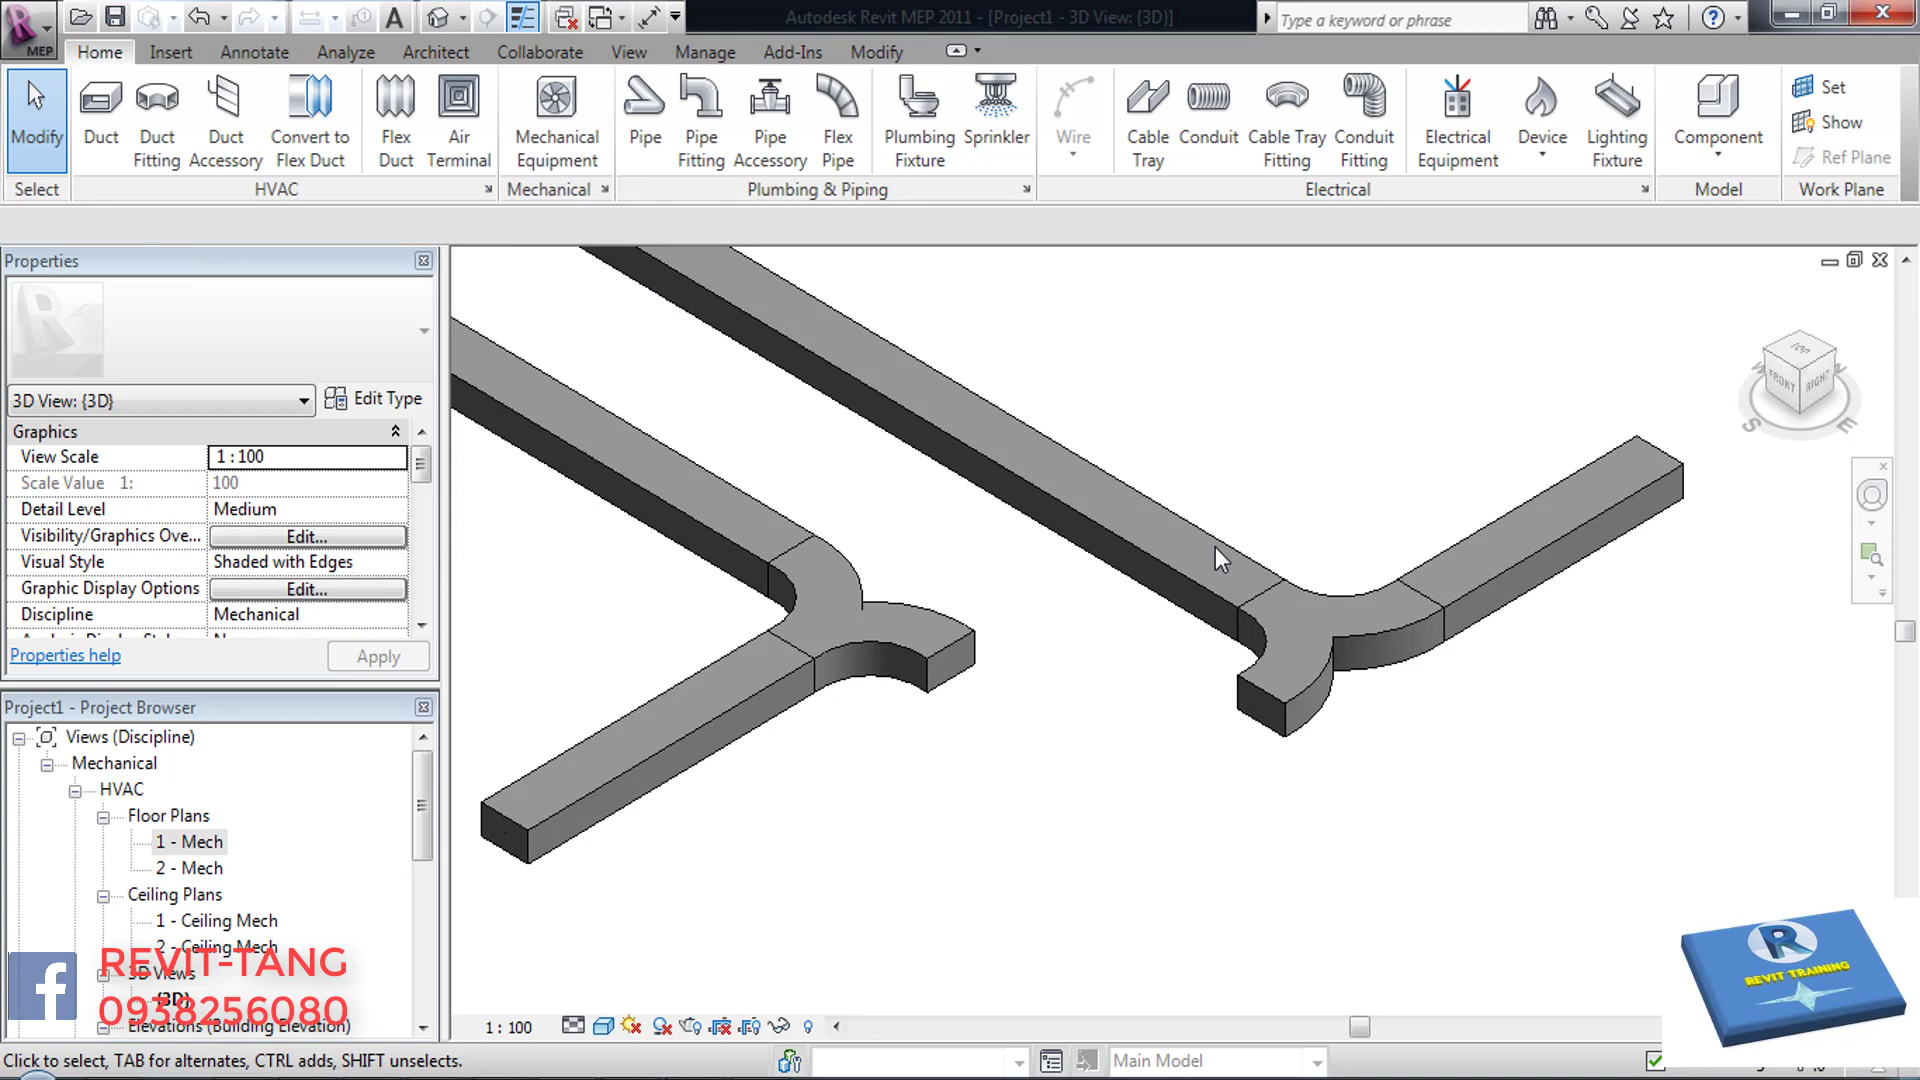 MEP
Autodesk Revit MEP 2011 - [Project1 - 3D View: {3D}]
Type a keyword or phrase
Home Insert Annotate Analyze Architect Collaborate View Manage Add-Ins Modify
Modify
Duct
Duct Fitting
Duct Accessory
Convert to Flex Duct
Flex Duct
Air Terminal
Mechanical Equipment
Pipe
Pipe Fitting
Pipe Accessory
Flex Pipe
Plumbing Fixture
Sprinkler
Wire
Cable Tray
Conduit
Cable Tray Fitting
Conduit Fitting
Electrical Equipment
Device
Lighting Fixture
Component
Set
Show
Ref Plane
Select HVAC Mechanical Plumbing & Piping Electrical Model Work Plane
Properties
3D View: {3D} Edit Type
Graphics
View Scale 1 : 100
Scale Value 1: 100
Detail Level Medium
Visibility/Graphics Ove... Edit...
Visual Style Shaded with Edges
Graphic Display Options Edit...
Discipline Mechanical
Properties help Apply
Project1 - Project Browser
Views (Discipline)
Mechanical
HVAC
Floor Plans
1 - Mech
2 - Mech
Ceiling Plans
1 - Ceiling Mech
2 - Ceiling Mech
3D Views
{3D}
Elevations (Building Elevation)
REVIT-TANG
0938256080
TOP
FRONT
RIGHT
S
E
R
REVIT TRAINING
1 : 100
Click to select, TAB for alternates, CTRL adds, SHIFT unselects.
Main Model